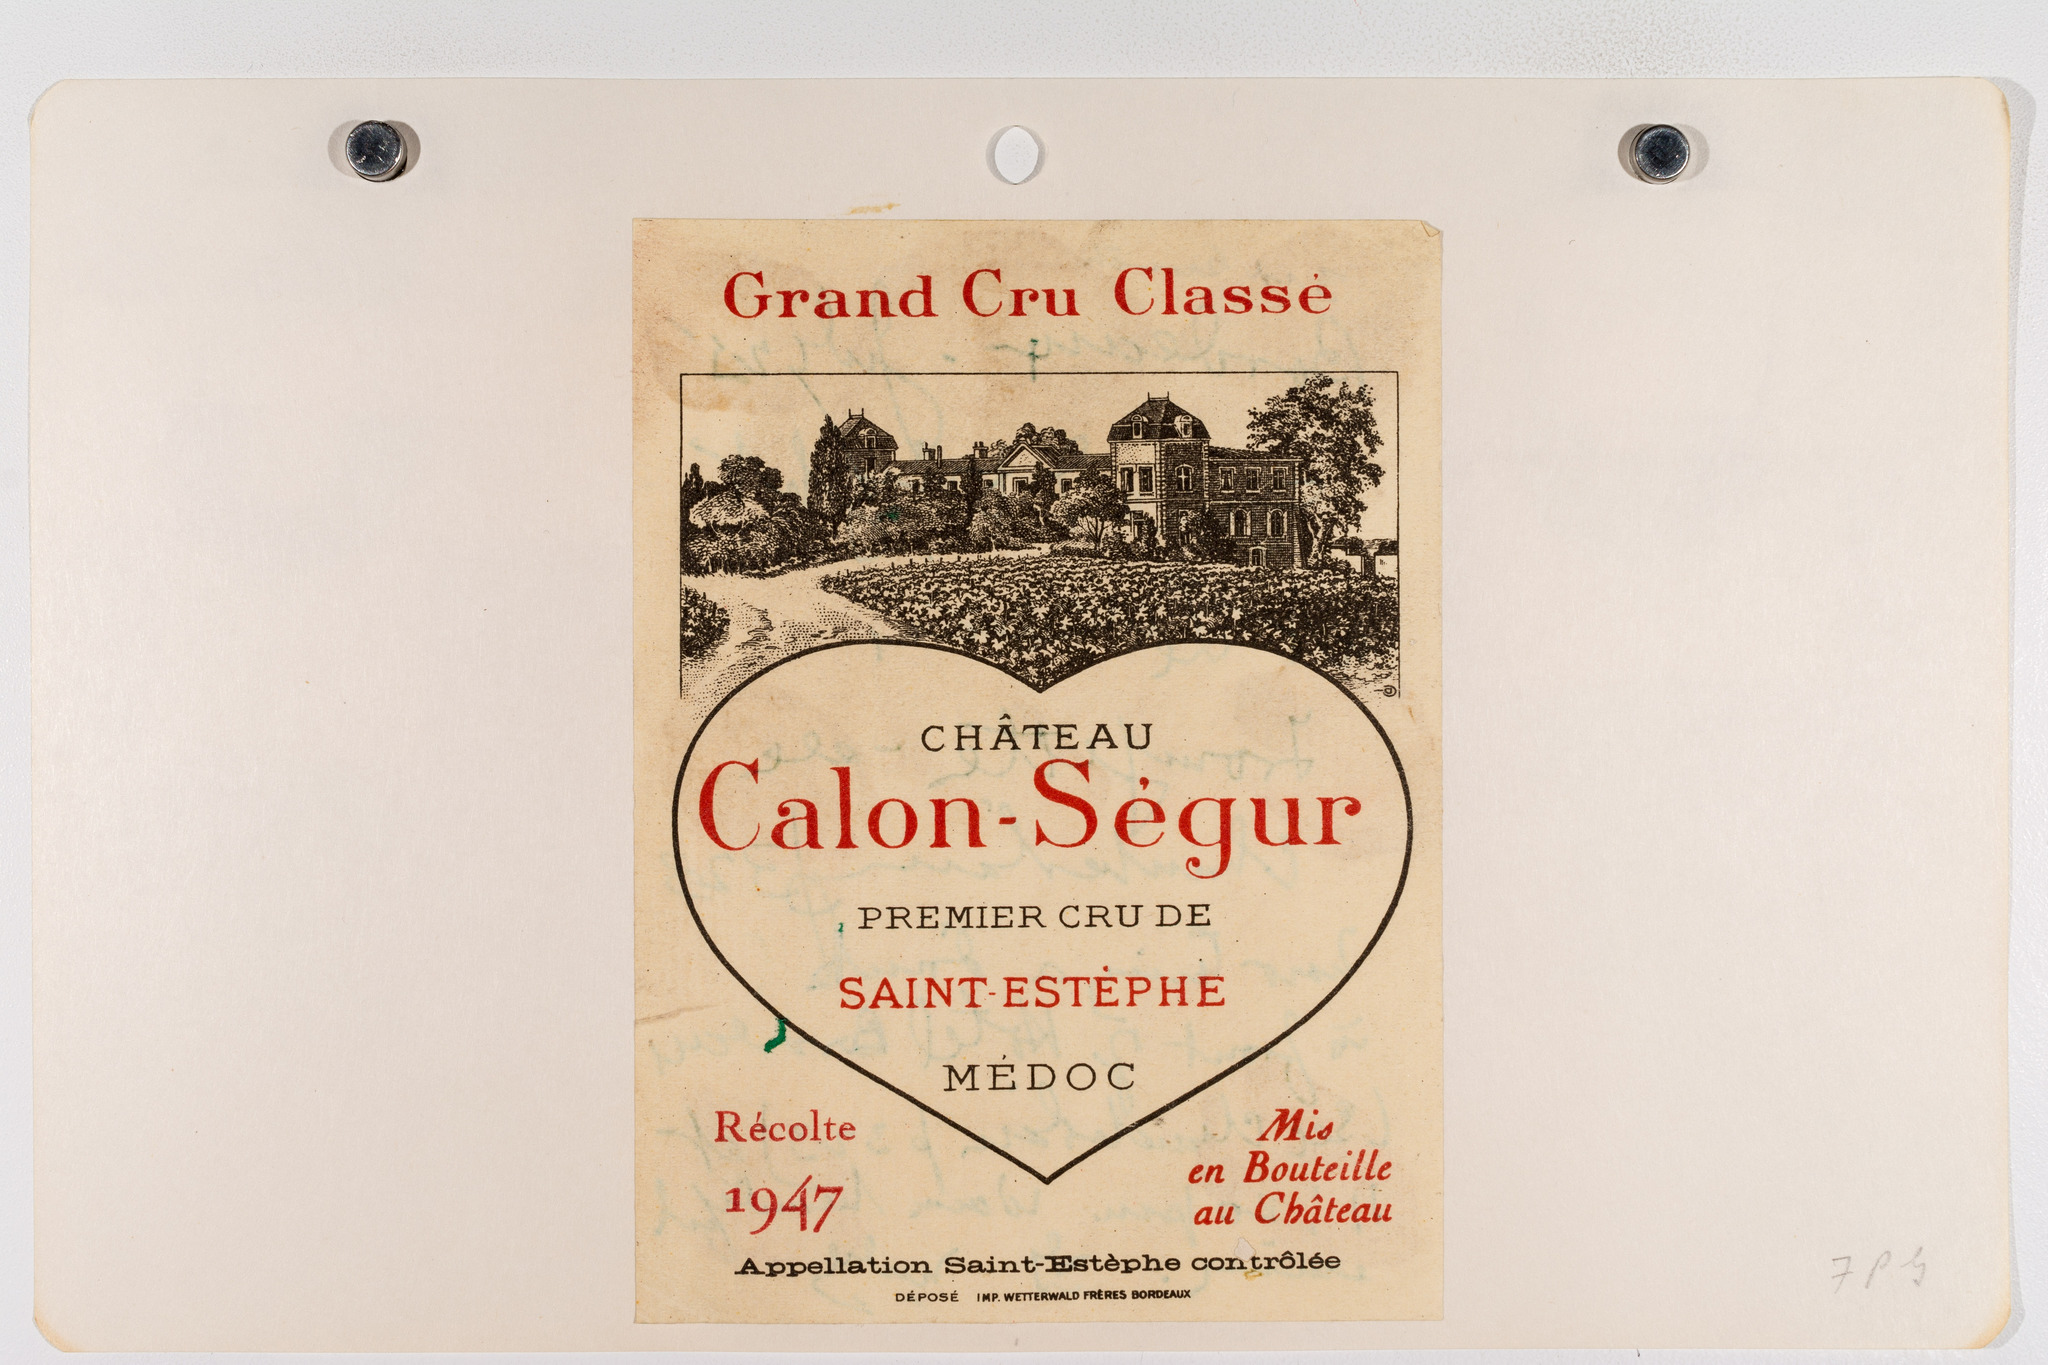 Grand Cru Classé
CHÂTEAU
Calon-Ségur
PREMIER CRU DE
SAINT-ESTÈPHE
MÉDOC
Récolte
1947
Mis
en Bouteille
au Château
Appellation Saint-Estèphe contrôlée
DÉPOSÉ IMP. WETTERWALD FRÈRES BORDEAUX